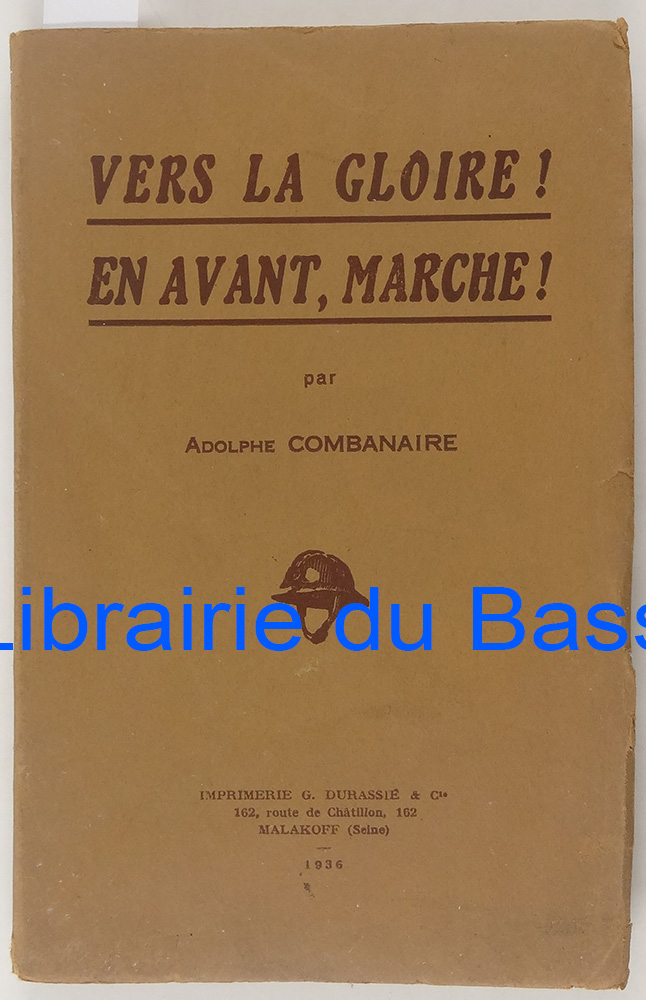 VERS LA GLOIRE !
EN AVANT, MARCHE !
par
ADOLPHE COMBANAIRE
Librairie du Bass
IMPRIMERIE G. DURASSIÉ & Cie
162, route de Châtillon, 162
MALAKOFF (Seine)
1936